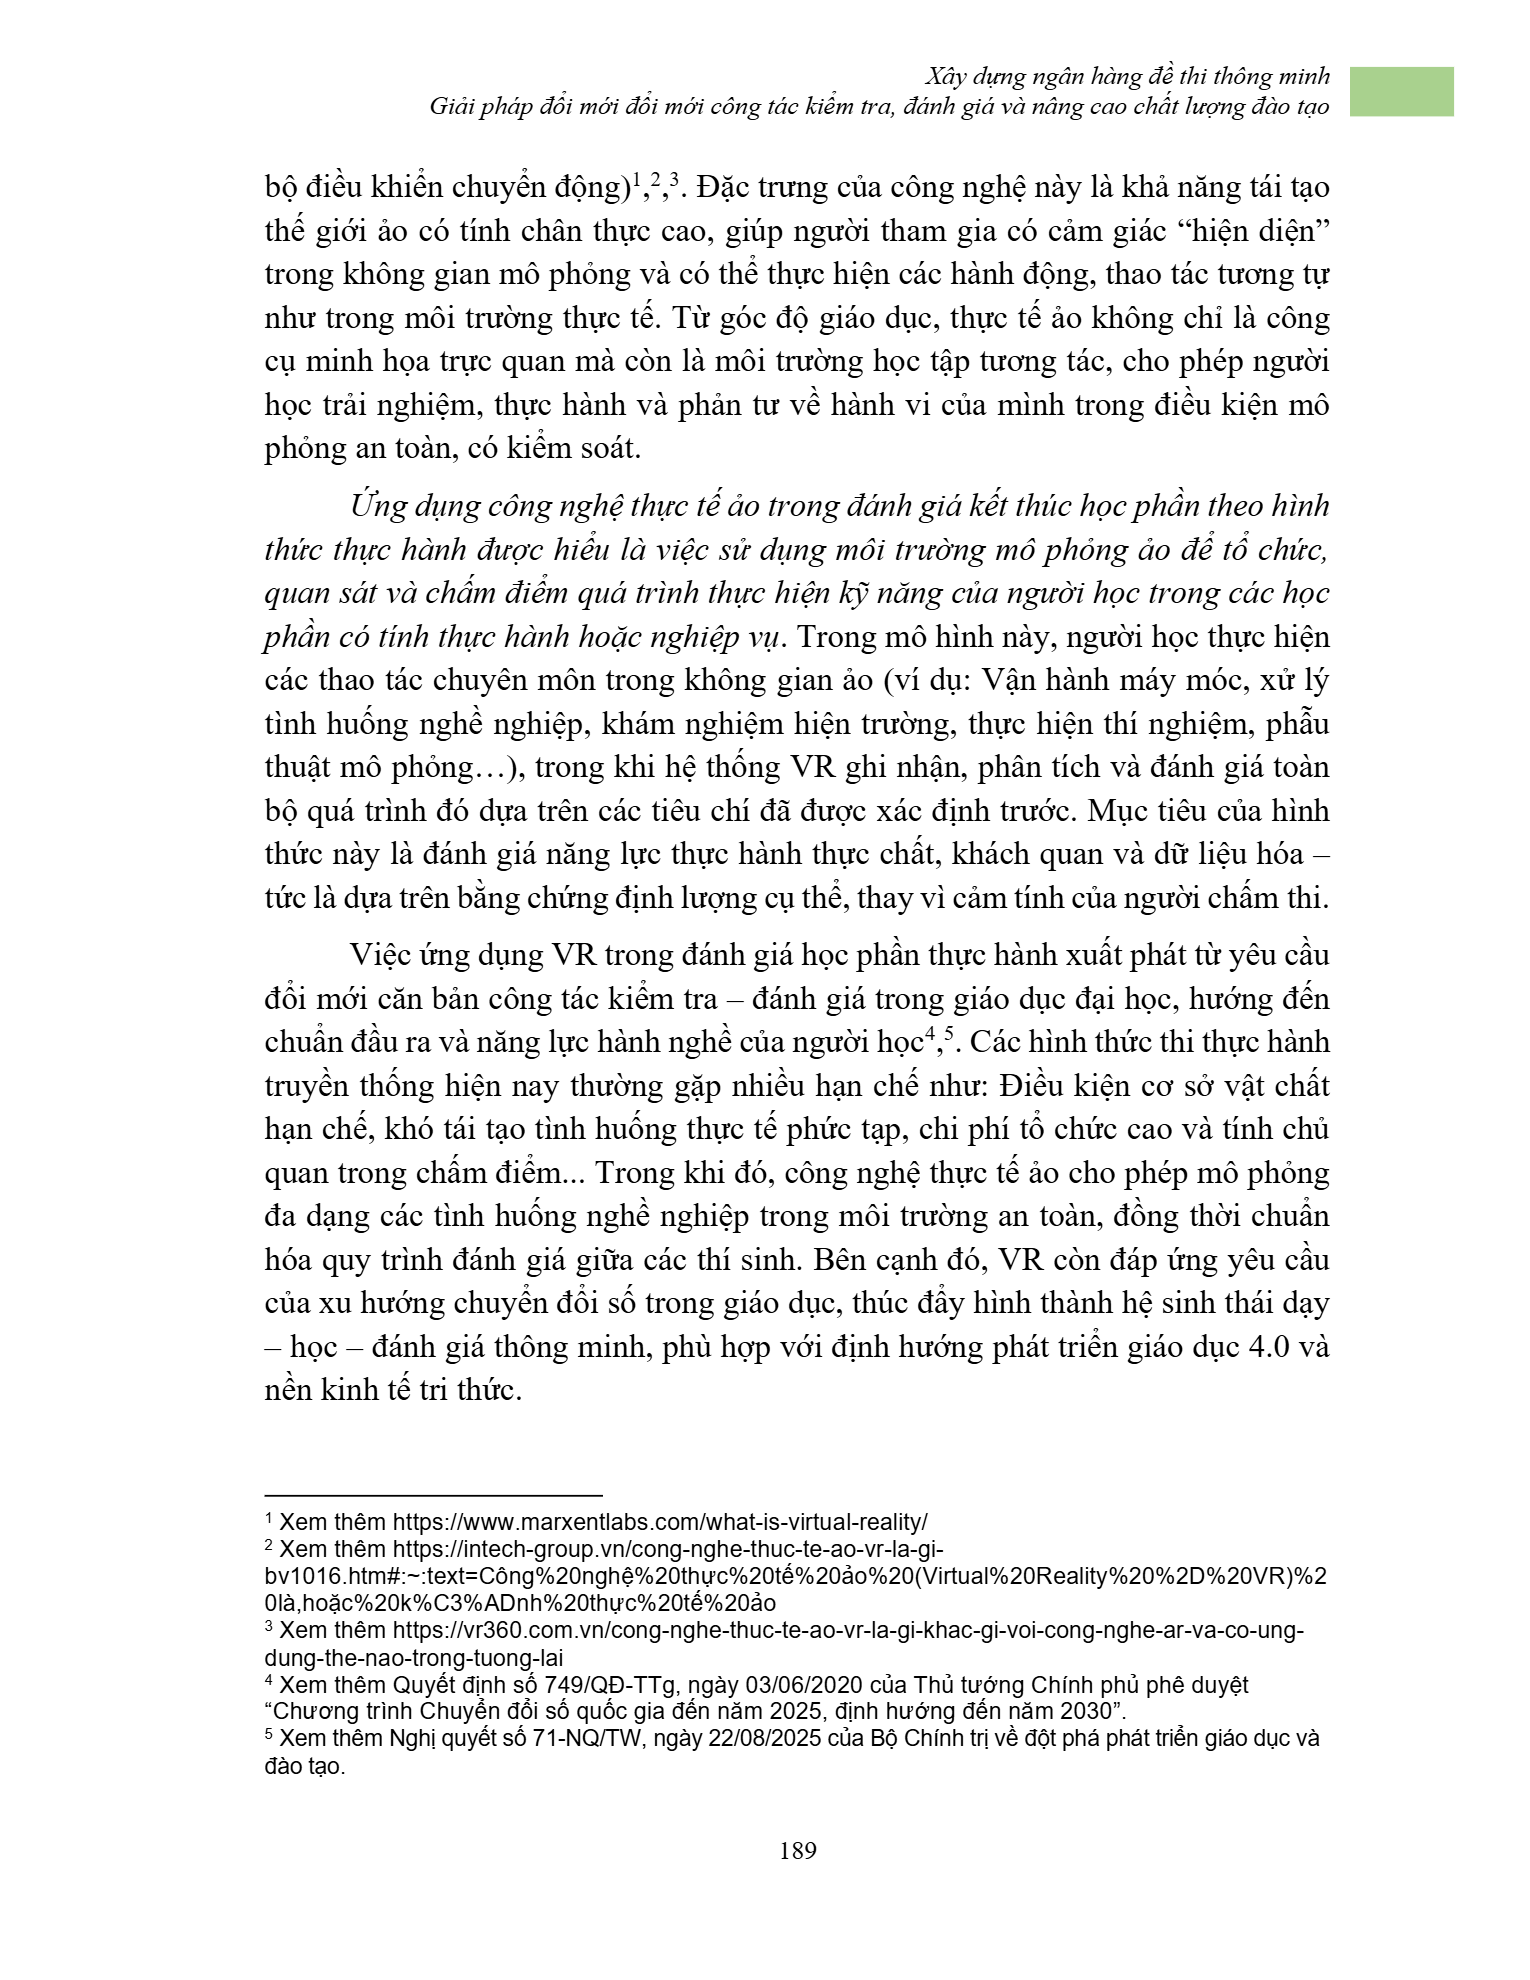 Xây dựng ngân hàng đề thi thông minh
Giải pháp đổi mới đổi mới công tác kiểm tra, đánh giá và nâng cao chất lượng đào tạo
bộ điều khiển chuyển động)¹,²,³. Đặc trưng của công nghệ này là khả năng tái tạo
thế giới ảo có tính chân thực cao, giúp người tham gia có cảm giác “hiện diện”
trong không gian mô phỏng và có thể thực hiện các hành động, thao tác tương tự
như trong môi trường thực tế. Từ góc độ giáo dục, thực tế ảo không chỉ là công
cụ minh họa trực quan mà còn là môi trường học tập tương tác, cho phép người
học trải nghiệm, thực hành và phản tư về hành vi của mình trong điều kiện mô
phỏng an toàn, có kiểm soát.
Ứng dụng công nghệ thực tế ảo trong đánh giá kết thúc học phần theo hình
thức thực hành được hiểu là việc sử dụng môi trường mô phỏng ảo để tổ chức,
quan sát và chấm điểm quá trình thực hiện kỹ năng của người học trong các học
phần có tính thực hành hoặc nghiệp vụ. Trong mô hình này, người học thực hiện
các thao tác chuyên môn trong không gian ảo (ví dụ: Vận hành máy móc, xử lý
tình huống nghề nghiệp, khám nghiệm hiện trường, thực hiện thí nghiệm, phẫu
thuật mô phỏng…), trong khi hệ thống VR ghi nhận, phân tích và đánh giá toàn
bộ quá trình đó dựa trên các tiêu chí đã được xác định trước. Mục tiêu của hình
thức này là đánh giá năng lực thực hành thực chất, khách quan và dữ liệu hóa –
tức là dựa trên bằng chứng định lượng cụ thể, thay vì cảm tính của người chấm thi.
Việc ứng dụng VR trong đánh giá học phần thực hành xuất phát từ yêu cầu
đổi mới căn bản công tác kiểm tra – đánh giá trong giáo dục đại học, hướng đến
chuẩn đầu ra và năng lực hành nghề của người học⁴,⁵. Các hình thức thi thực hành
truyền thống hiện nay thường gặp nhiều hạn chế như: Điều kiện cơ sở vật chất
hạn chế, khó tái tạo tình huống thực tế phức tạp, chi phí tổ chức cao và tính chủ
quan trong chấm điểm... Trong khi đó, công nghệ thực tế ảo cho phép mô phỏng
đa dạng các tình huống nghề nghiệp trong môi trường an toàn, đồng thời chuẩn
hóa quy trình đánh giá giữa các thí sinh. Bên cạnh đó, VR còn đáp ứng yêu cầu
của xu hướng chuyển đổi số trong giáo dục, thúc đẩy hình thành hệ sinh thái dạy
– học – đánh giá thông minh, phù hợp với định hướng phát triển giáo dục 4.0 và
nền kinh tế tri thức.
¹ Xem thêm https://www.marxentlabs.com/what-is-virtual-reality/
² Xem thêm https://intech-group.vn/cong-nghe-thuc-te-ao-vr-la-gi-
bv1016.htm#:~:text=Công%20nghệ%20thực%20tế%20ảo%20(Virtual%20Reality%20%2D%20VR)%2
0là,hoặc%20k%C3%ADnh%20thực%20tế%20ảo
³ Xem thêm https://vr360.com.vn/cong-nghe-thuc-te-ao-vr-la-gi-khac-gi-voi-cong-nghe-ar-va-co-ung-
dung-the-nao-trong-tuong-lai
⁴ Xem thêm Quyết định số 749/QĐ-TTg, ngày 03/06/2020 của Thủ tướng Chính phủ phê duyệt
“Chương trình Chuyển đổi số quốc gia đến năm 2025, định hướng đến năm 2030”.
⁵ Xem thêm Nghị quyết số 71-NQ/TW, ngày 22/08/2025 của Bộ Chính trị về đột phá phát triển giáo dục và
đào tạo.
189